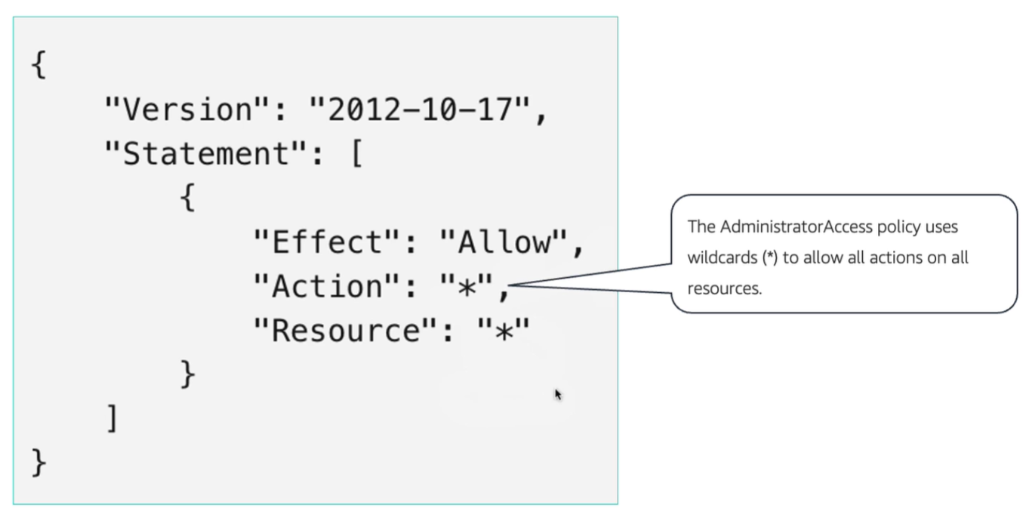 {
"Version": "2012-10-17",
"Statement": [
{
"Effect": "Allow",
"Action": "*",
"Resource": "*"
}
]
}
The AdministratorAccess policy uses
wildcards (*) to allow all actions on all
resources.